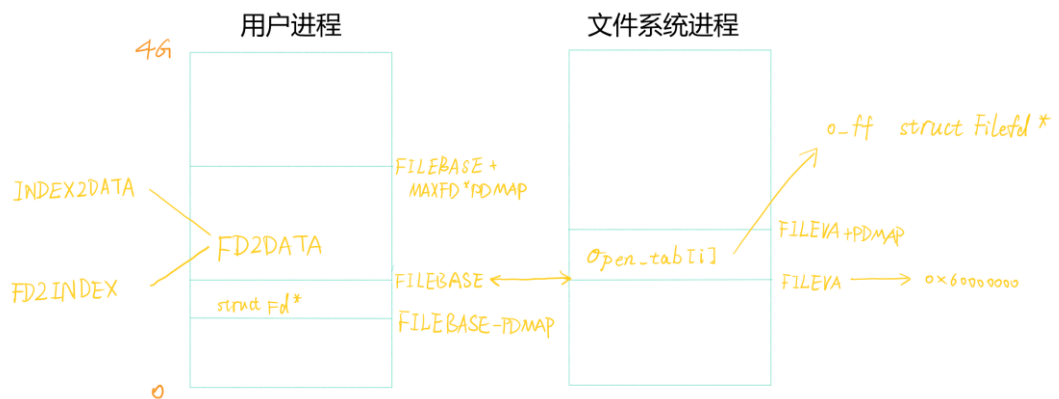 用户进程
文件系统进程
4G
o_ff struct Filefd *
FILEBASE +
MAXFD*PDMAP
INDEX2DATA
FD2DATA
FILEVA+PDMAP
Open_tab[i]
FD2INDEX
FILEBASE
FILEVA
0x60000000
struct Fd*
FILEBASE-PDMAP
0